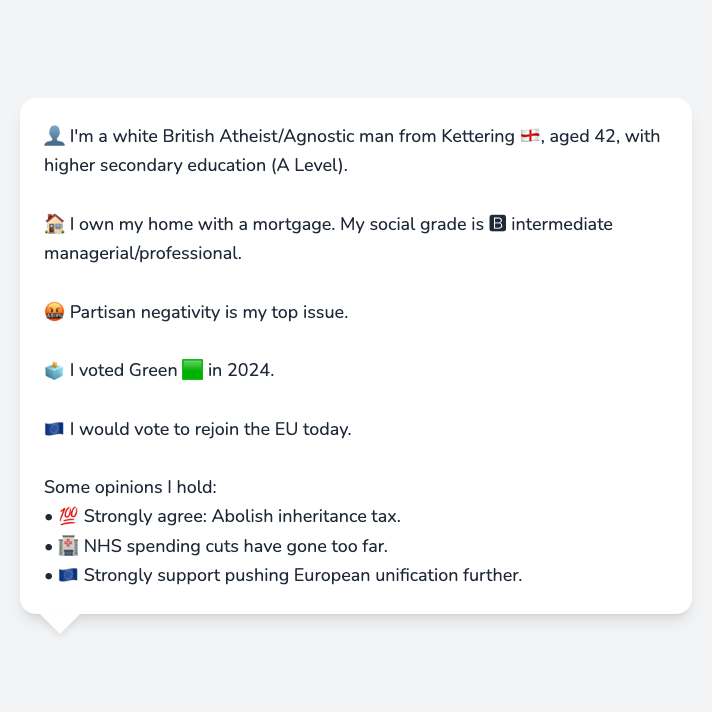 👤 I'm a white British Atheist/Agnostic man from Kettering 🏴󠁧󠁢󠁥󠁮󠁧󠁿, aged 42, with
higher secondary education (A Level).
🏠 I own my home with a mortgage. My social grade is 🅱 intermediate
managerial/professional.
🤬 Partisan negativity is my top issue.
🗳️ I voted Green 🟩 in 2024.
🇪🇺 I would vote to rejoin the EU today.
Some opinions I hold:
• 💯 Strongly agree: Abolish inheritance tax.
• 🏥 NHS spending cuts have gone too far.
• 🇪🇺 Strongly support pushing European unification further.